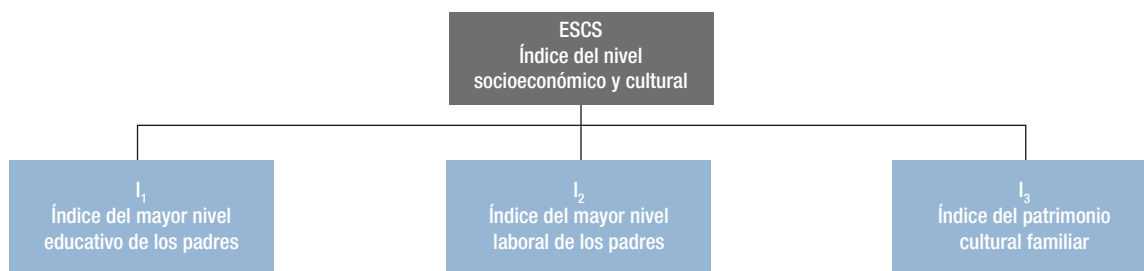 ESCS
Índice del nivel
socioeconómico y cultural
I₁
Índice del mayor nivel
educativo de los padres
I₂
Índice del mayor nivel
laboral de los padres
I₃
Índice del patrimonio
cultural familiar